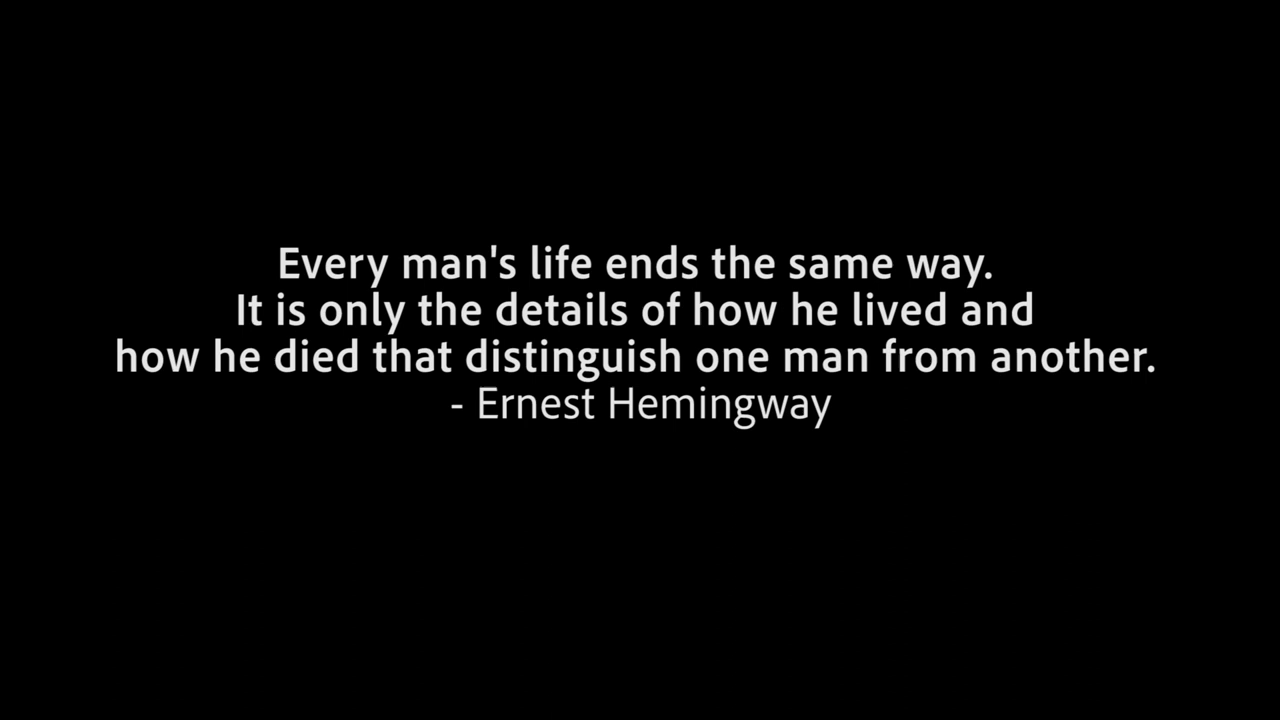 Every man's life ends the same way.
It is only the details of how he lived and
how he died that distinguish one man from another.
- Ernest Hemingway